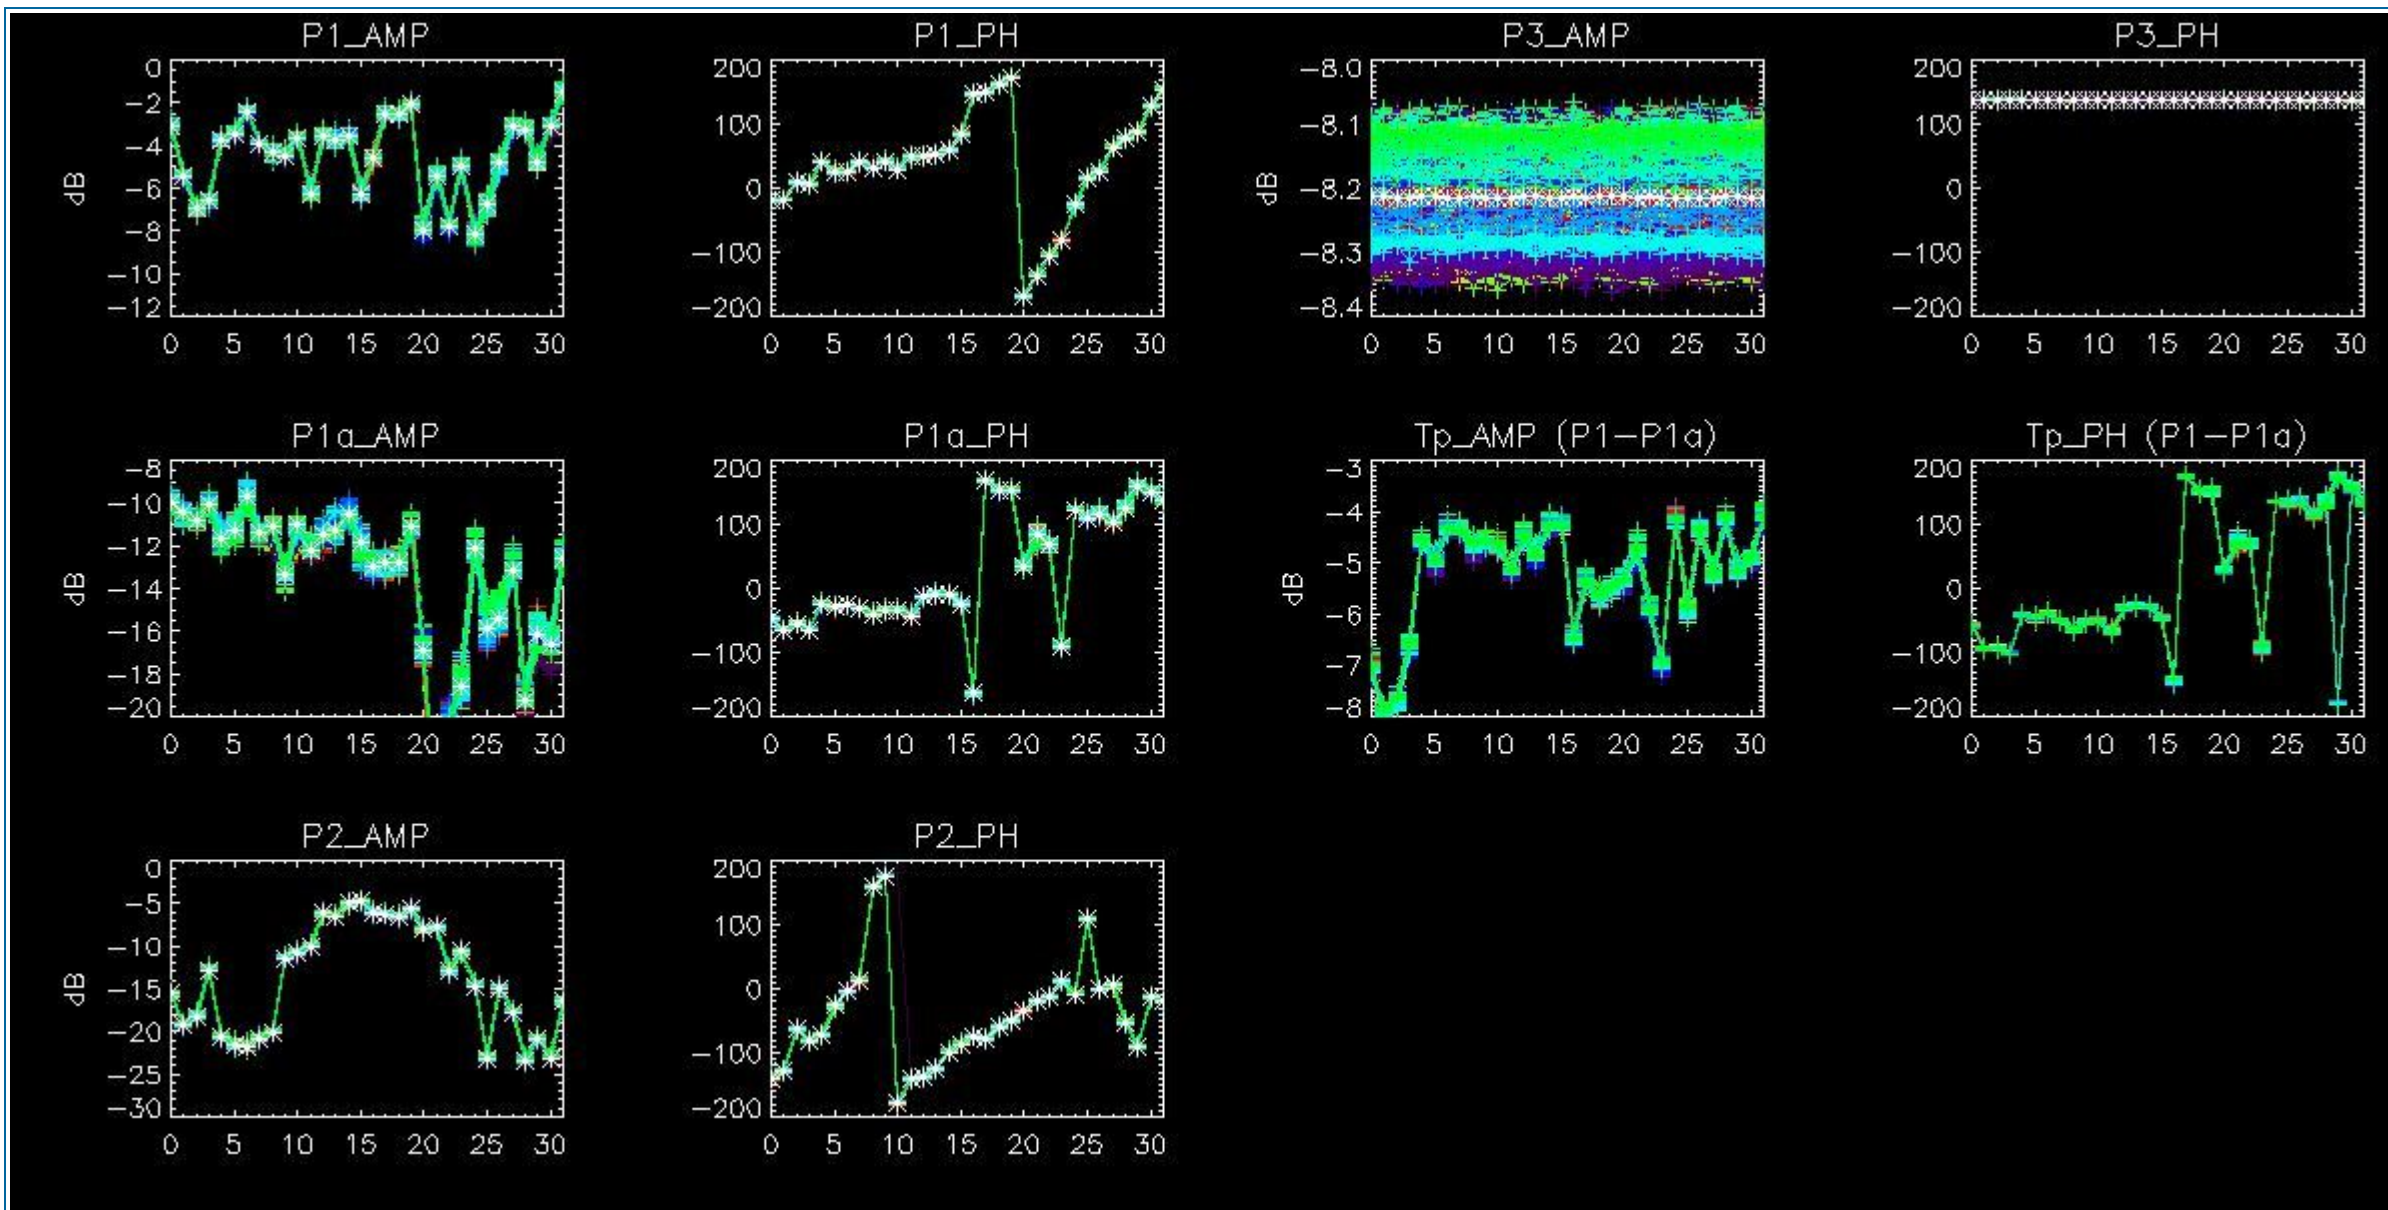 P1_AMP P1_PH P3_AMP P3_PH
0 200 −8.0 200
−2
−4 100 −8.1 100
dB −6 0 dB −8.2 0
−8
−10 −100 −8.3 −100
−12 −200 −8.4 −200
0 5 10 15 20 25 30 0 5 10 15 20 25 30 0 5 10 15 20 25 30 0 5 10 15 20 25 30
P1a_AMP P1a_PH Tp_AMP (P1−P1a) Tp_PH (P1−P1a)
−8 200 −3 200
−10 100 −4 100
−12
dB −14 0 dB −5 0
−16 −6
−18 −100 −7 −100
−20 −200 −8 −200
0 5 10 15 20 25 30 0 5 10 15 20 25 30 0 5 10 15 20 25 30 0 5 10 15 20 25 30
P2_AMP P2_PH
0 200
−5 100
−10
dB −15 0
−20
−25 −100
−30 −200
0 5 10 15 20 25 30 0 5 10 15 20 25 30